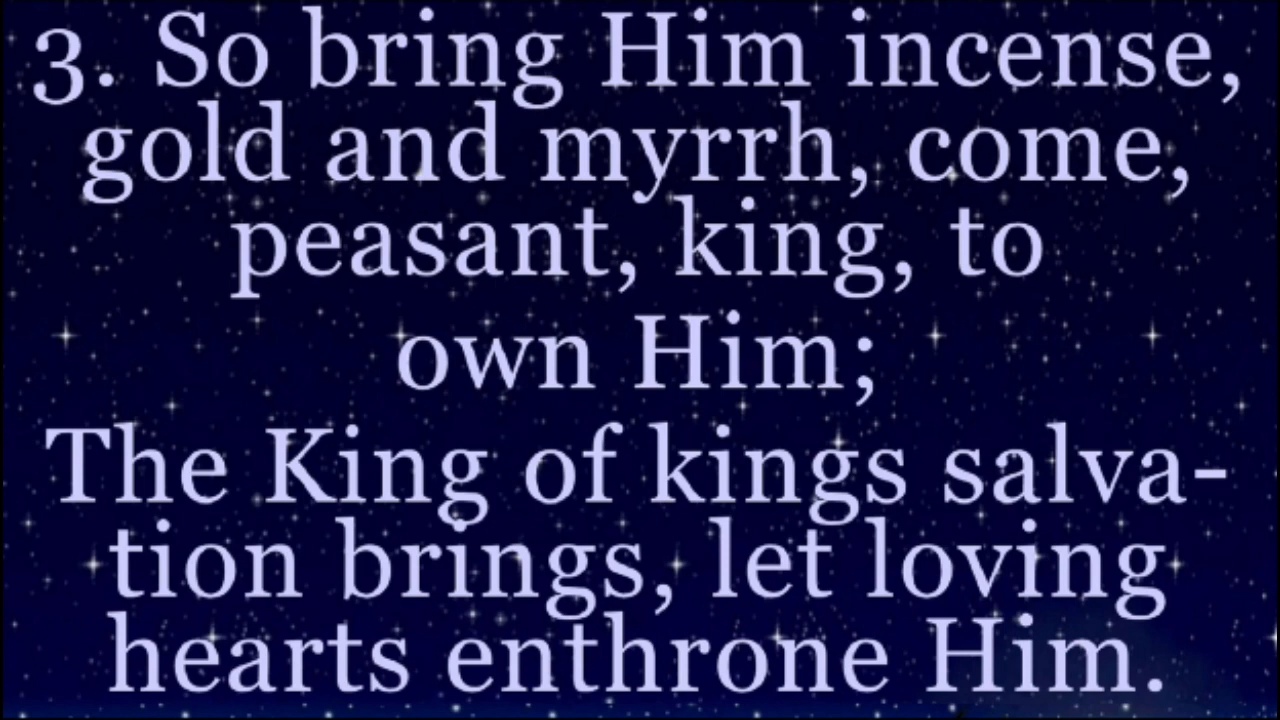 3. So bring Him incense,
gold and myrrh, come,
peasant, king, to
own Him;
The King of kings salva-
tion brings, let loving
hearts enthrone Him.